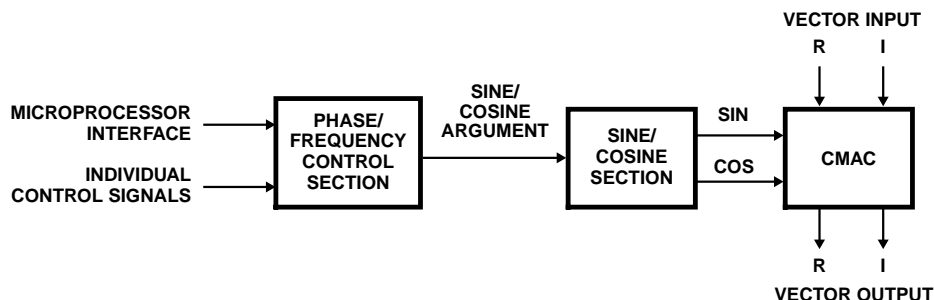 VECTOR INPUT
R I
MICROPROCESSOR
INTERFACE
INDIVIDUAL
CONTROL SIGNALS
PHASE/
FREQUENCY
CONTROL
SECTION
SINE/
COSINE
ARGUMENT
SINE/
COSINE
SECTION
SIN
COS
CMAC
R I
VECTOR OUTPUT